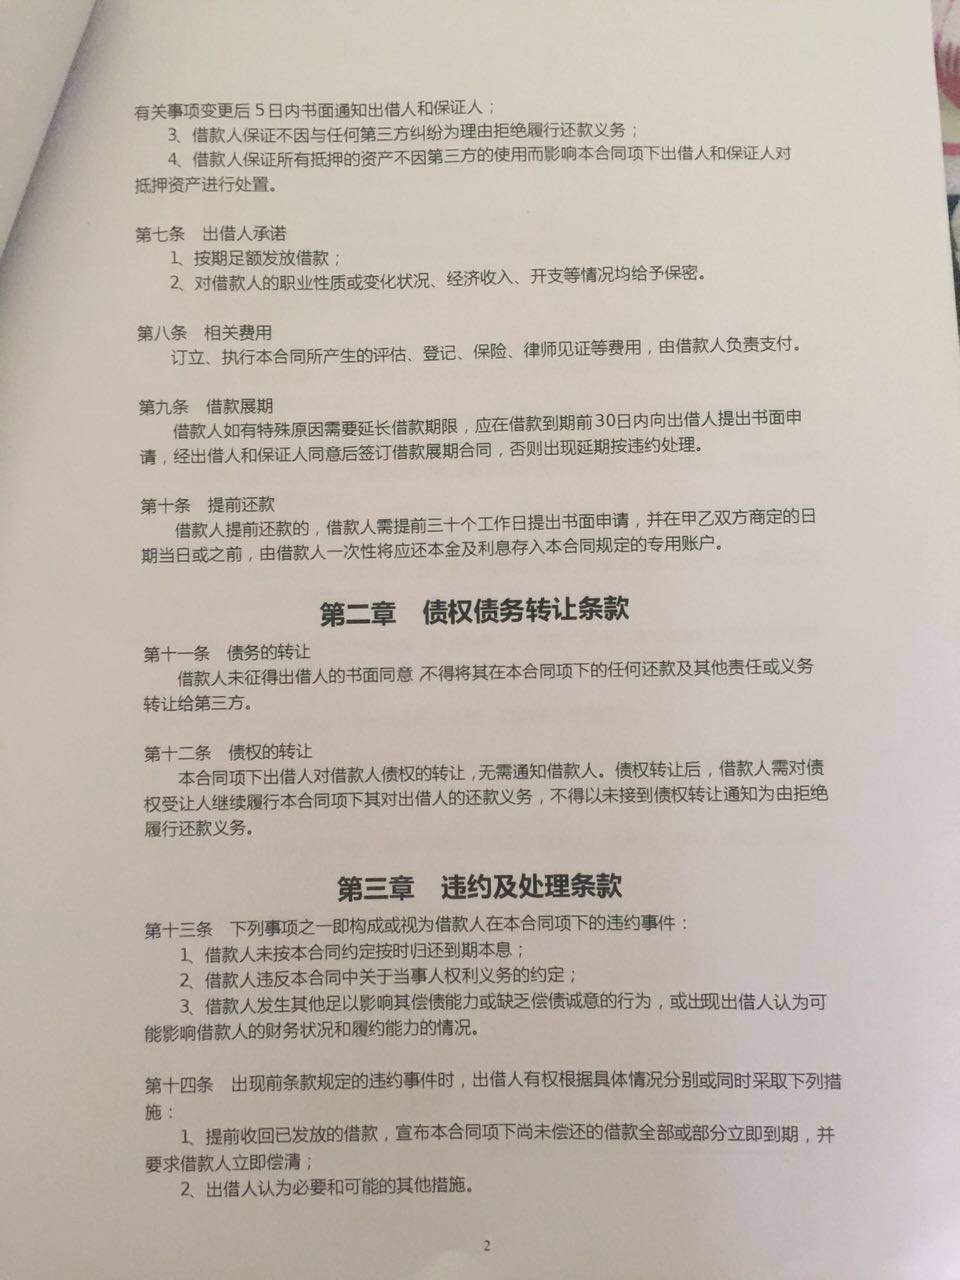 有关事项变更后 5 日内书面通知出借人和保证人；
3、借款人保证不因与任何第三方纠纷为理由拒绝履行还款义务；
4、借款人保证所有抵押的资产不因第三方的使用而影响本合同项下出借人和保证人对
抵押资产进行处置。
第七条 出借人承诺
1、按期足额发放借款；
2、对借款人的职业性质或变化状况、经济收入、开支等情况均给予保密。
第八条 相关费用
订立、执行本合同所产生的评估、登记、保险、律师见证等费用，由借款人负责支付。
第九条 借款展期
借款人如有特殊原因需要延长借款期限，应在借款到期前30日内向出借人提出书面申
请，经出借人和保证人同意后签订借款展期合同，否则出现延期按违约处理。
第十条 提前还款
借款人提前还款的，借款人需提前三十个工作日提出书面申请，并在甲乙双方商定的日
期当日或之前，由借款人一次性将应还本金及利息存入本合同规定的专用账户。
第二章 债权债务转让条款
第十一条 债务的转让
借款人未征得出借人的书面同意，不得将其在本合同项下的任何还款及其他责任或义务
转让给第三方。
第十二条 债权的转让
本合同项下出借人对借款人债权的转让，无需通知借款人。债权转让后，借款人需对债
权受让人继续履行本合同项下其对出借人的还款义务，不得以未接到债权转让通知为由拒绝
履行还款义务。
第三章 违约及处理条款
第十三条 下列事项之一即构成或视为借款人在本合同项下的违约事件：
1、借款人未按本合同约定按时归还到期本息；
2、借款人违反本合同中关于当事人权利义务的约定；
3、借款人发生其他足以影响其偿债能力或缺乏偿债诚意的行为，或出现出借人认为可
能影响借款人的财务状况和履约能力的情况。
第十四条 出现前条款规定的违约事件时，出借人有权根据具体情况分别或同时采取下列措
施：
1、提前收回已发放的借款，宣布本合同项下尚未偿还的借款全部或部分立即到期，并
要求借款人立即偿清；
2、出借人认为必要和可能的其他措施。
2